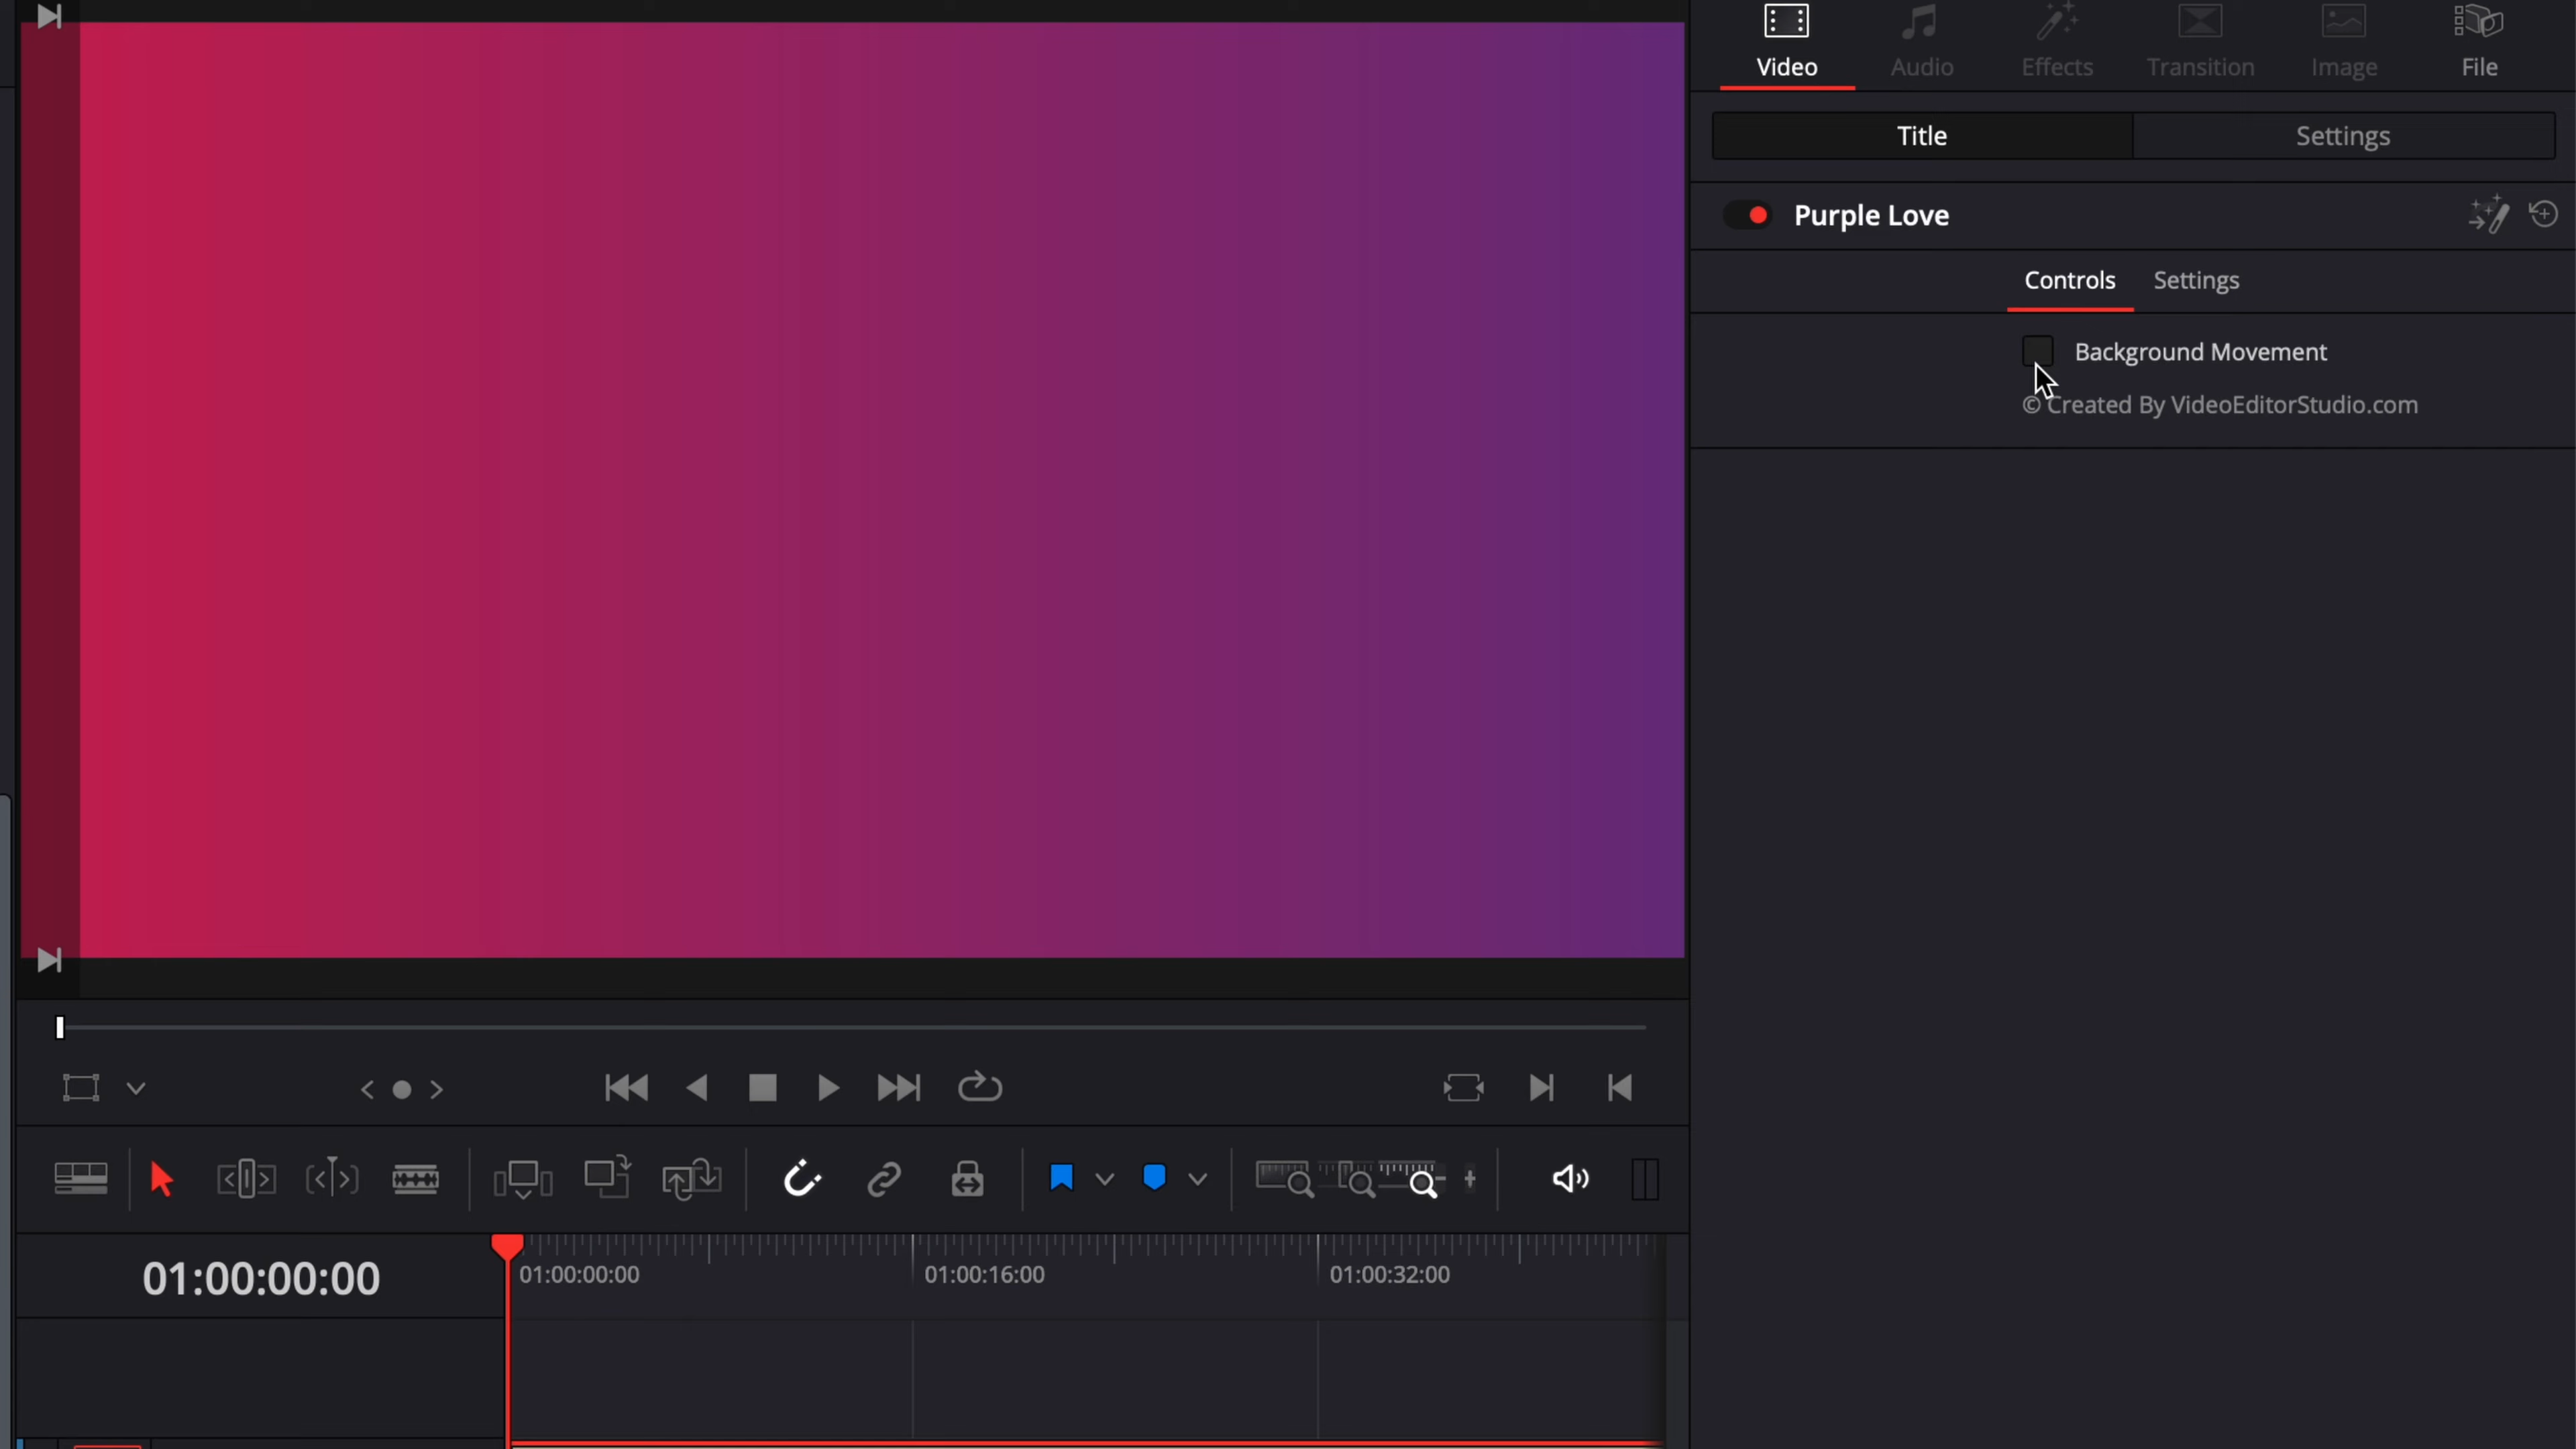 Video
Audio
Effects
Transition
Image
File
Title
Settings
Purple Love
Controls
Settings
Background Movement
© Created By VideoEditorStudio.com
01:00:00:00
01:00:00:00
01:00:16:00
01:00:32:00